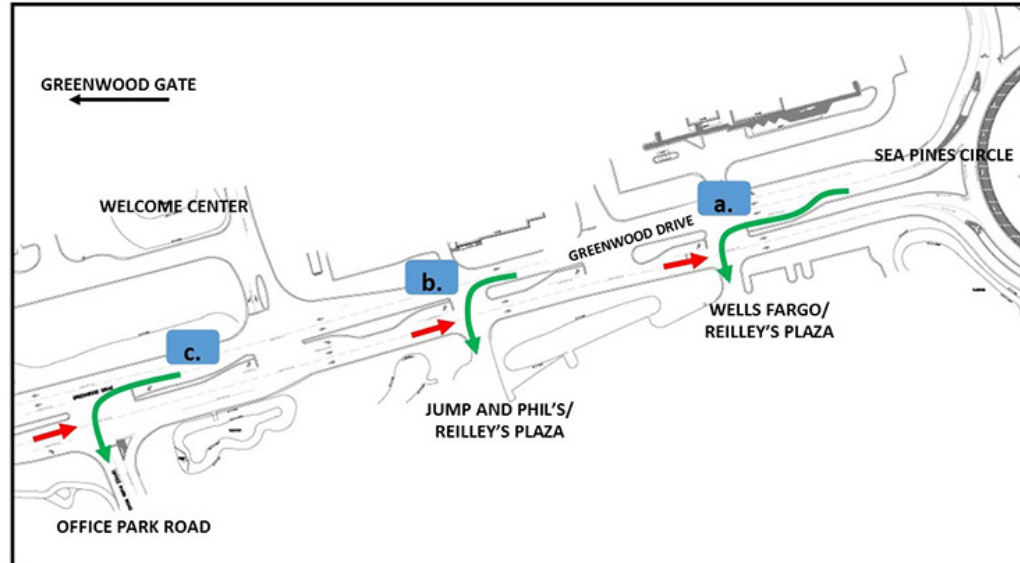 GREENWOOD GATE
SEA PINES CIRCLE
WELCOME CENTER
a.
GREENWOOD DRIVE
b.
WELLS FARGO/
REILLEY'S PLAZA
c.
JUMP AND PHIL'S/
REILLEY'S PLAZA
OFFICE PARK ROAD